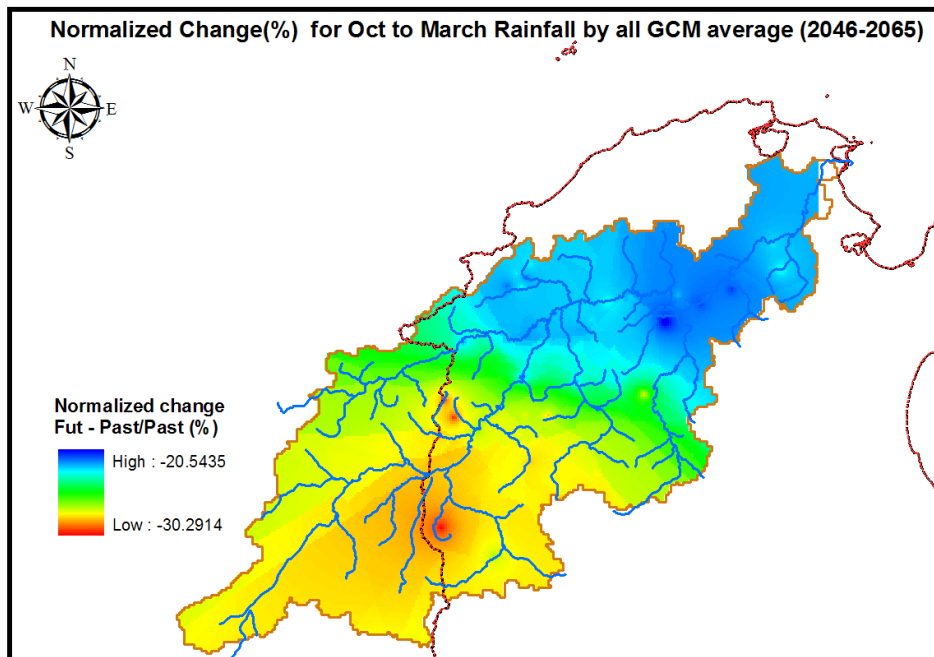 Normalized Change(%) for Oct to March Rainfall by all GCM average (2046-2065)
N
W E
S
Normalized change
Fut - Past/Past (%)
High : -20.5435
Low : -30.2914